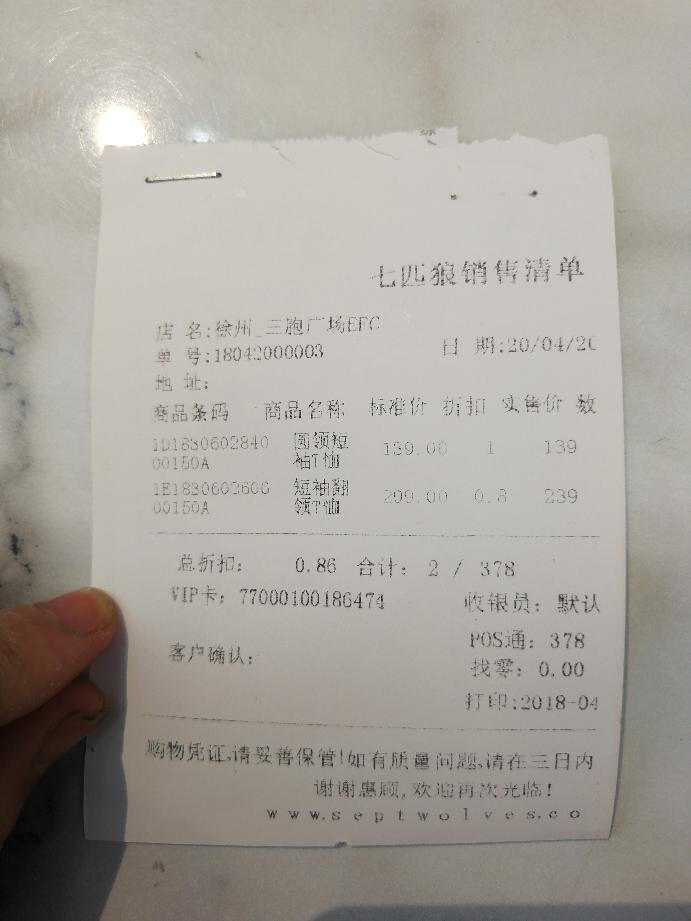 七匹狼销售清单
店 名:徐州_三胞广场EFC
单 号:18042000003 日 期:20/04/20
地 址:
商品条码 商品名称 标准价 折扣 实售价 数
1D1830602840 圆领短 139.00 1 139
00150A 袖T恤
1E1830602600 短袖翻 299.00 0.8 239
00150A 领T恤
总折扣: 0.86 合计: 2 / 378
VIP卡: 77000100186474 收银员: 默认
POS通: 378
客户确认: 找零: 0.00
打印:2018-04
购物凭证,请妥善保管!如有质量问题,请在三日内
谢谢惠顾,欢迎再次光临!
www.septwolves.co